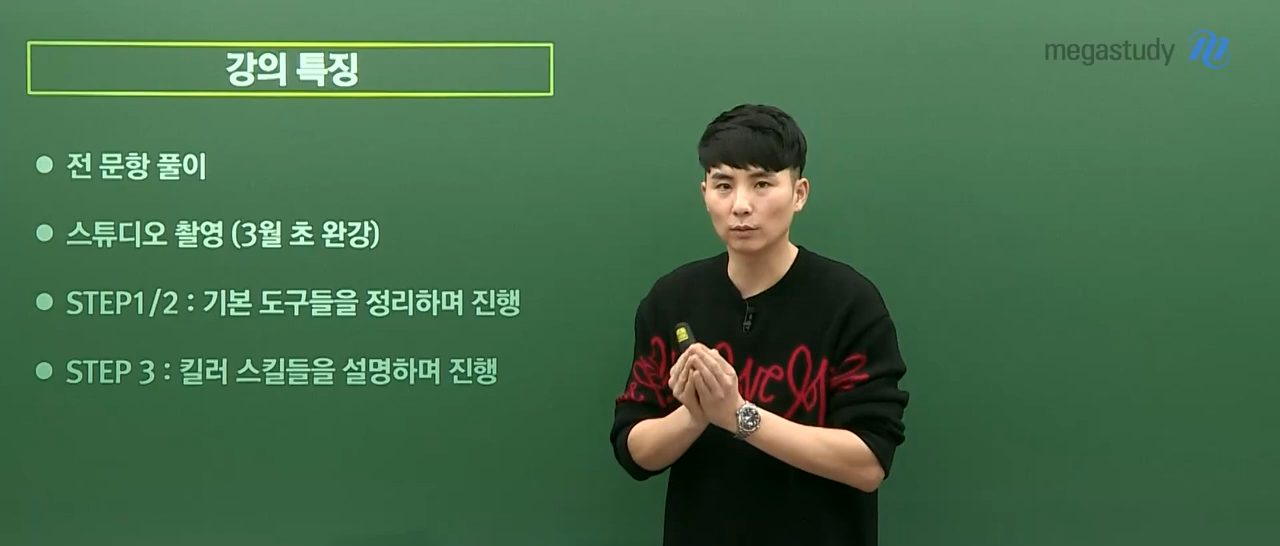 강의 특징
megastudy
전 문항 풀이
스튜디오 촬영 (3월 초 완강)
STEP1/2 : 기본 도구들을 정리하며 진행
STEP 3 : 킬러 스킬들을 설명하며 진행